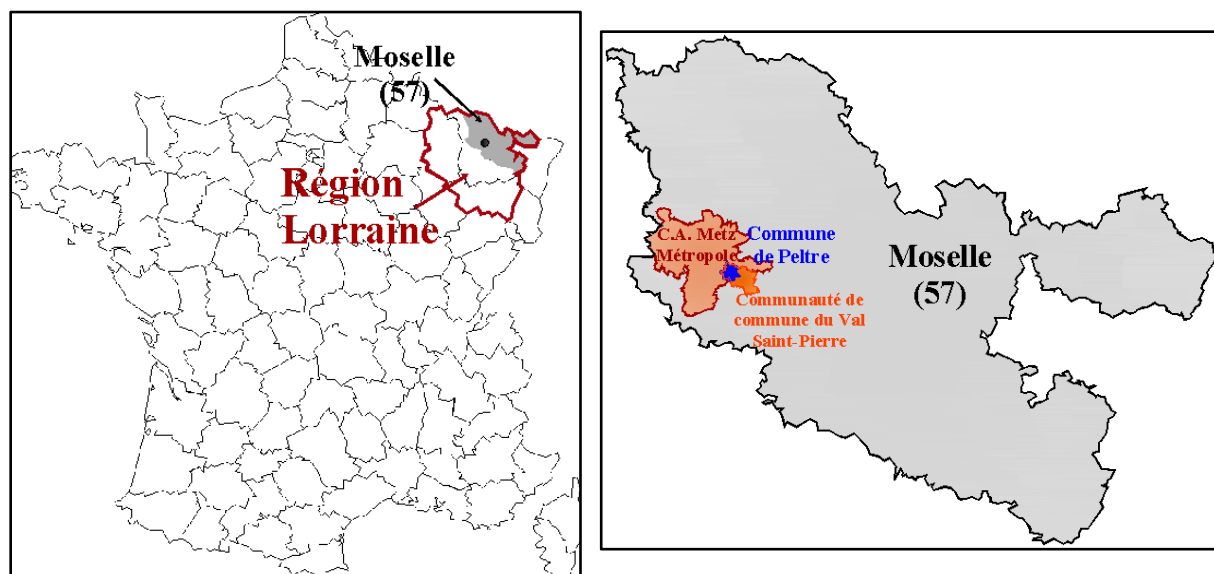 Moselle
(57)
Région
Lorraine
C.A. Metz
Métropole
Commune
de Peltre
Moselle
(57)
Communauté de
commune du Val
Saint-Pierre